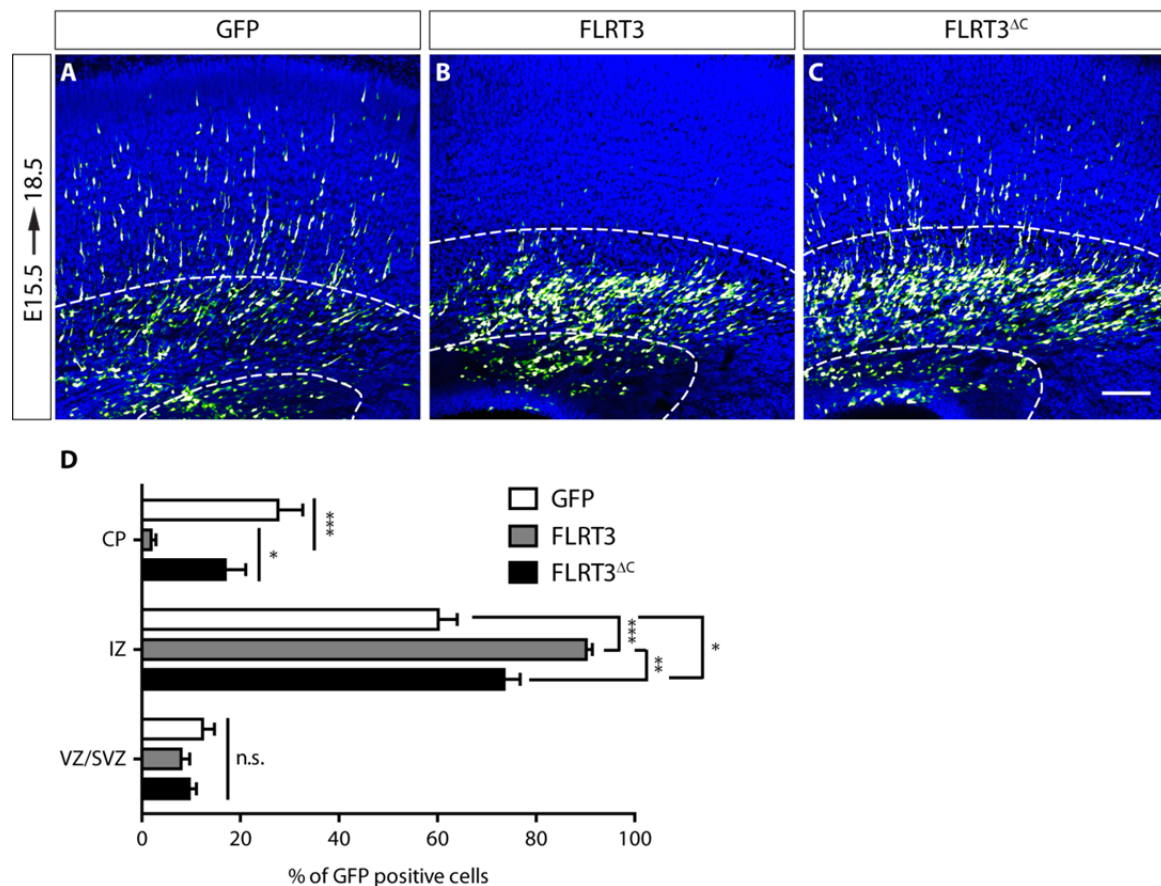 GFP
FLRT3
FLRT3ΔC
E15.5 → 18.5
A
B
C
D
GFP
FLRT3
FLRT3ΔC
CP
***
*
IZ
***
**
*
VZ/SVZ
n.s.
0 20 40 60 80 100
% of GFP positive cells